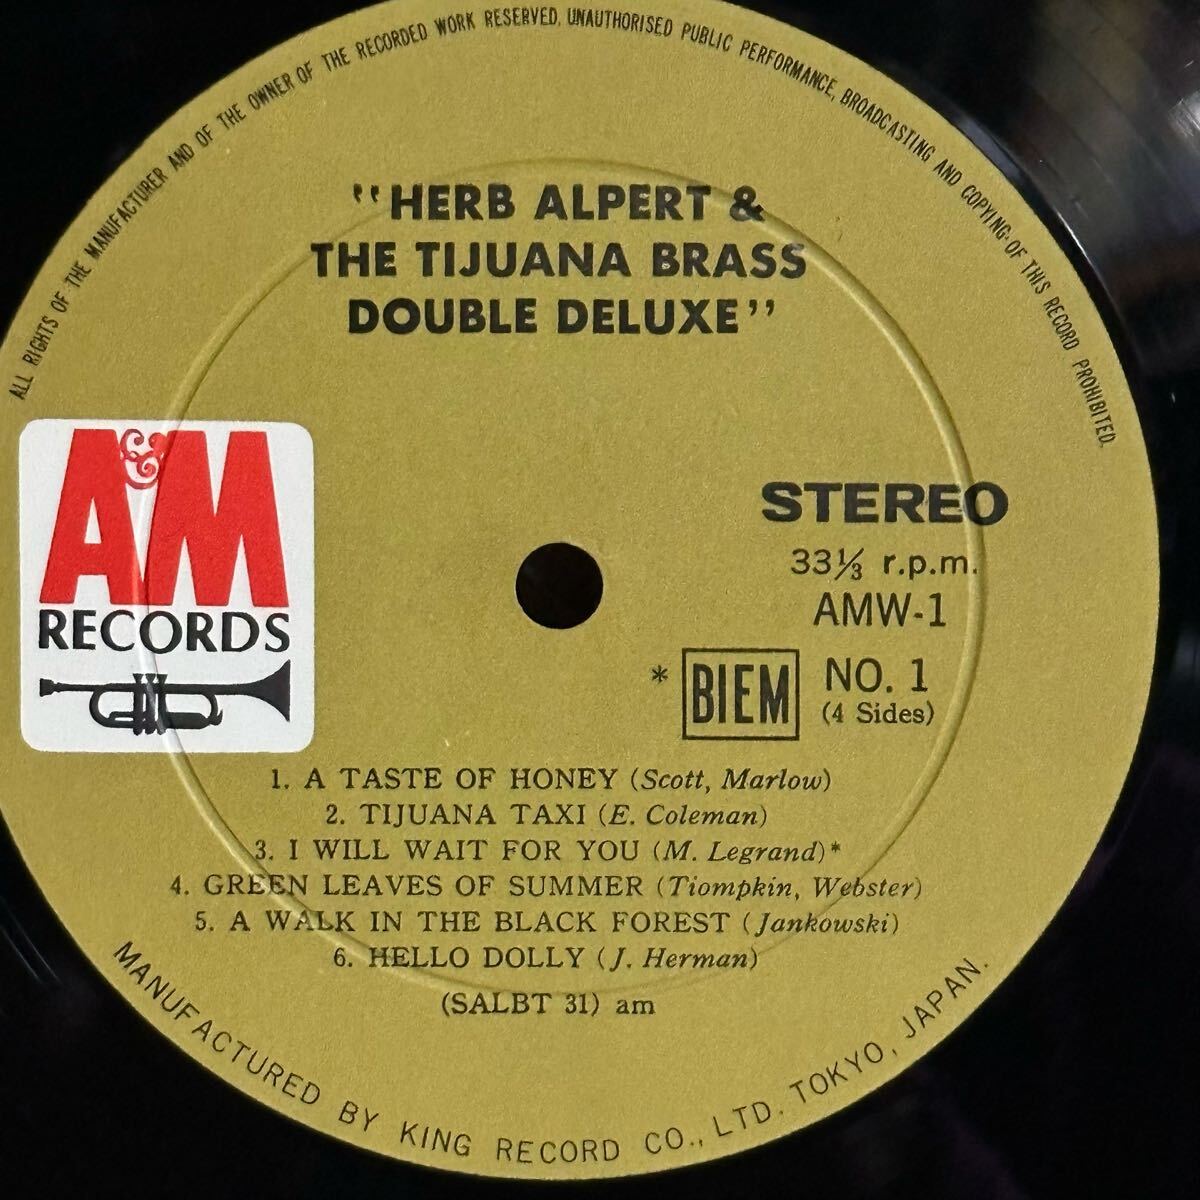 ALL RIGHTS OF THE MANUFACTURER AND OF THE OWNER OF THE RECORDED WORK RESERVED. UNAUTHORISED PUBLIC PERFORMANCE, BROADCASTING AND COPYING OF THIS RECORD PROHIBITED.
"HERB ALPERT &
THE TIJUANA BRASS
DOUBLE DELUXE"
A&M
RECORDS
STEREO
33⅓ r.p.m.
AMW-1
* BIEM NO. 1
(4 Sides)
1. A TASTE OF HONEY (Scott, Marlow)
2. TIJUANA TAXI (E. Coleman)
3. I WILL WAIT FOR YOU (M. Legrand)*
4. GREEN LEAVES OF SUMMER (Tiompkin, Webster)
5. A WALK IN THE BLACK FOREST (Jankowski)
6. HELLO DOLLY (J. Herman)
(SALBT 31) am
MANUFACTURED BY KING RECORD CO., LTD. TOKYO, JAPAN.